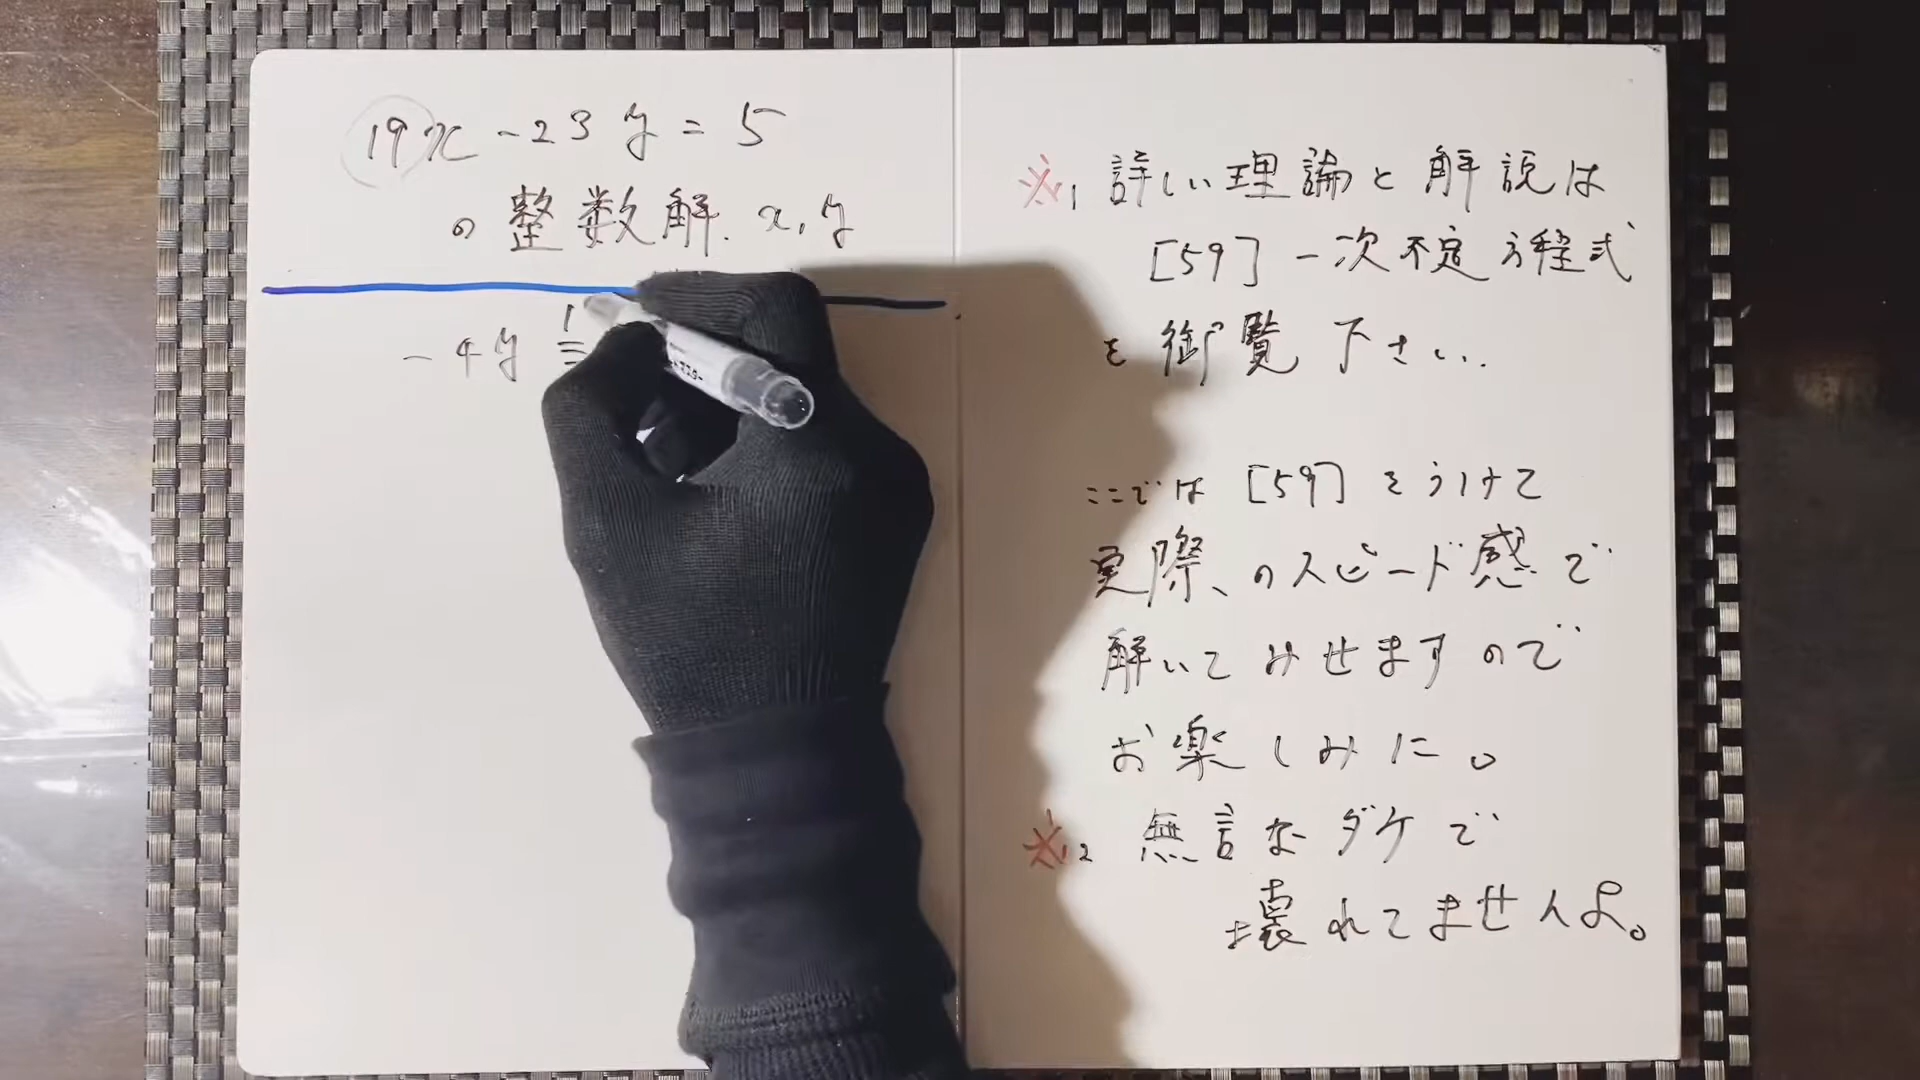 19x - 23y = 5
の整数解 x, y
-4y ≡
※1 詳しい理論と解説は
[59] 一次不定方程式
を御覧下さい.
ここでは [59] をうけて
実際のスピード感で
解いてみせますので
お楽しみに。
※2 無言なダケで
壊れてませんよ。